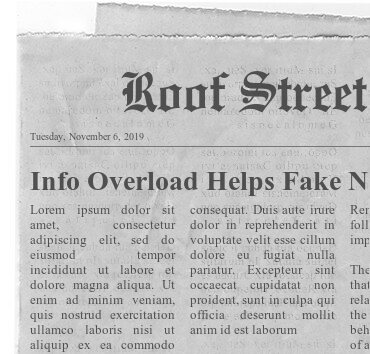 Roof Street
Tuesday, November 6, 2019
Info Overload Helps Fake N
Lorem ipsum dolor sit
amet, consectetur
adipiscing elit, sed do
eiusmod tempor
incididunt ut labore et
dolore magna aliqua. Ut
enim ad minim veniam,
quis nostrud exercitation
ullamco laboris nisi ut
aliquip ex ea commodo
consequat. Duis aute irure
dolor in reprehenderit in
voluptate velit esse cillum
dolore eu fugiat nulla
pariatur. Excepteur sint
occaecat cupidatat non
proident, sunt in culpa qui
officia deserunt mollit
anim id est laborum
Rer
foll
imp
The
that
rela
the
beh
of a